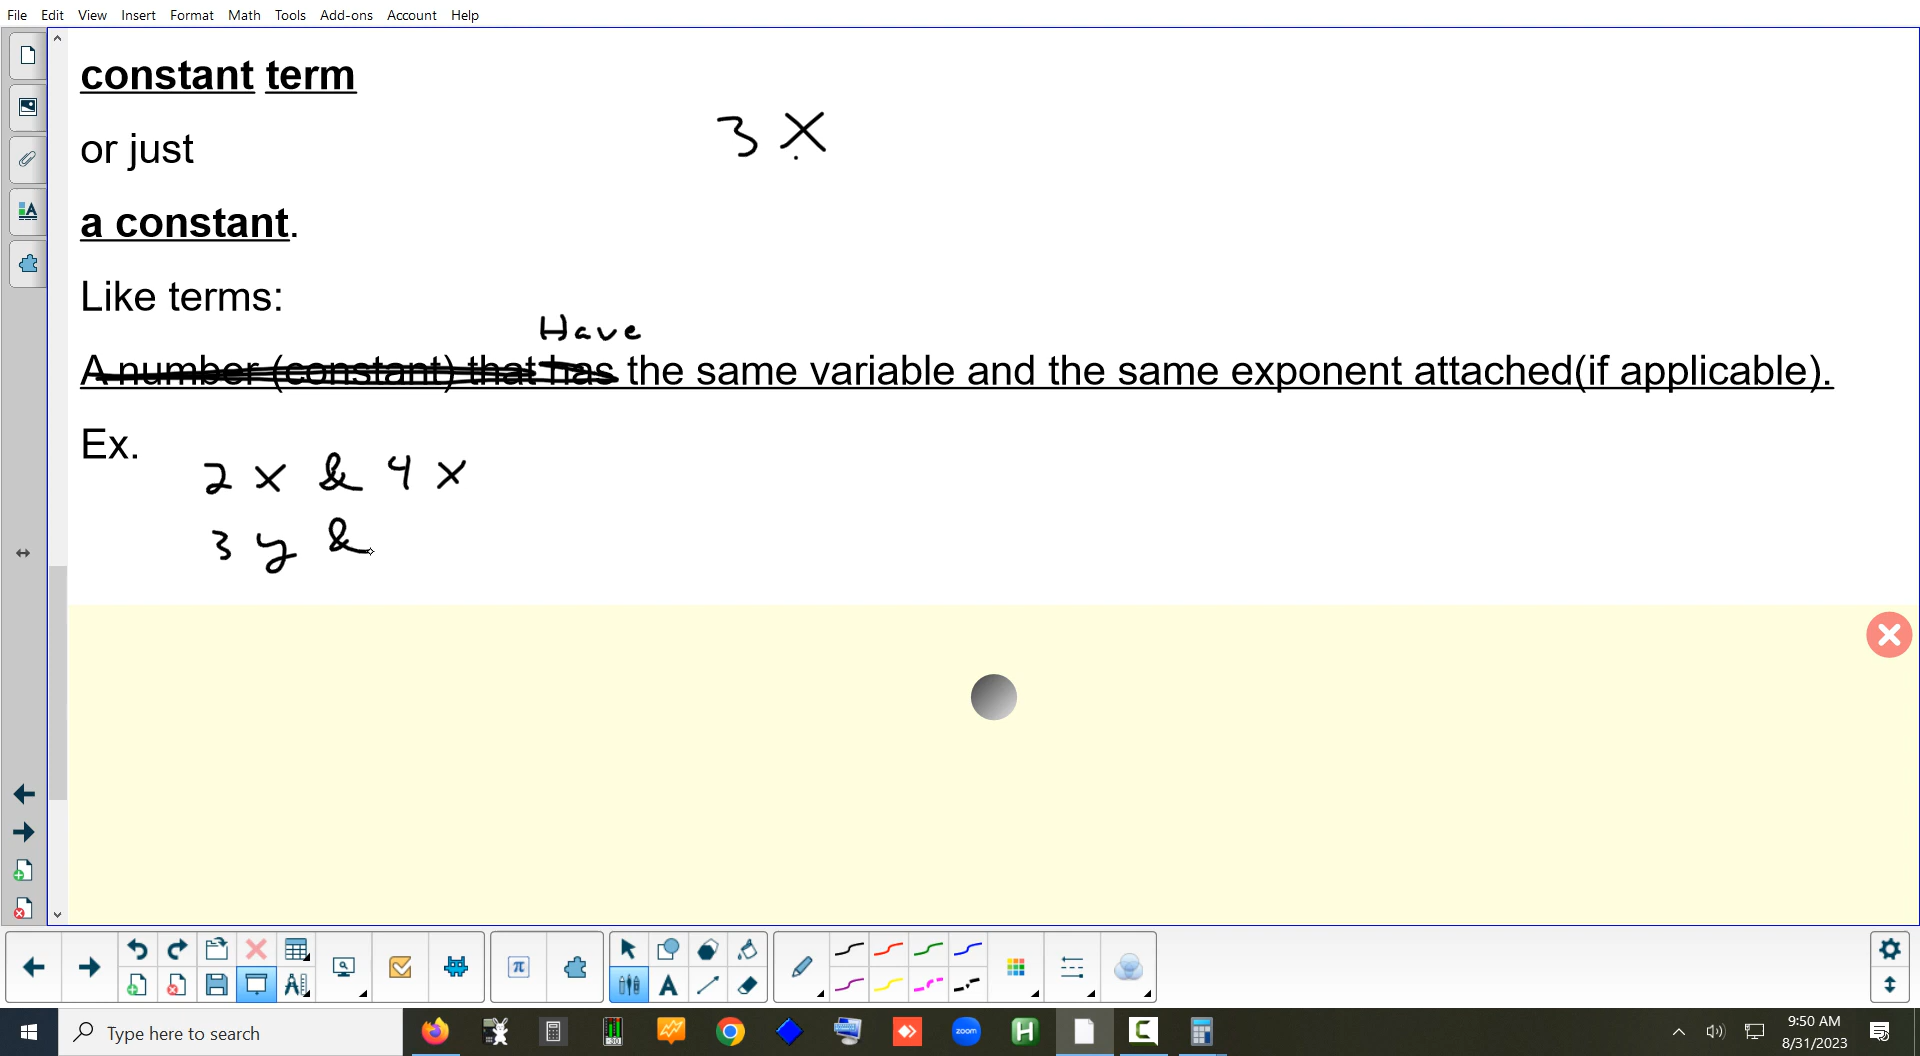 File Edit View Insert Format Math Tools Add-ons Account Help
constant term
3 x
or just
a constant.
Like terms:
Have
A number (constant) that has the same variable and the same exponent attached(if applicable).
Ex.
2 x & 4 x
3 y &
π
A
zoom
H
Type here to search
9:50 AM
8/31/2023